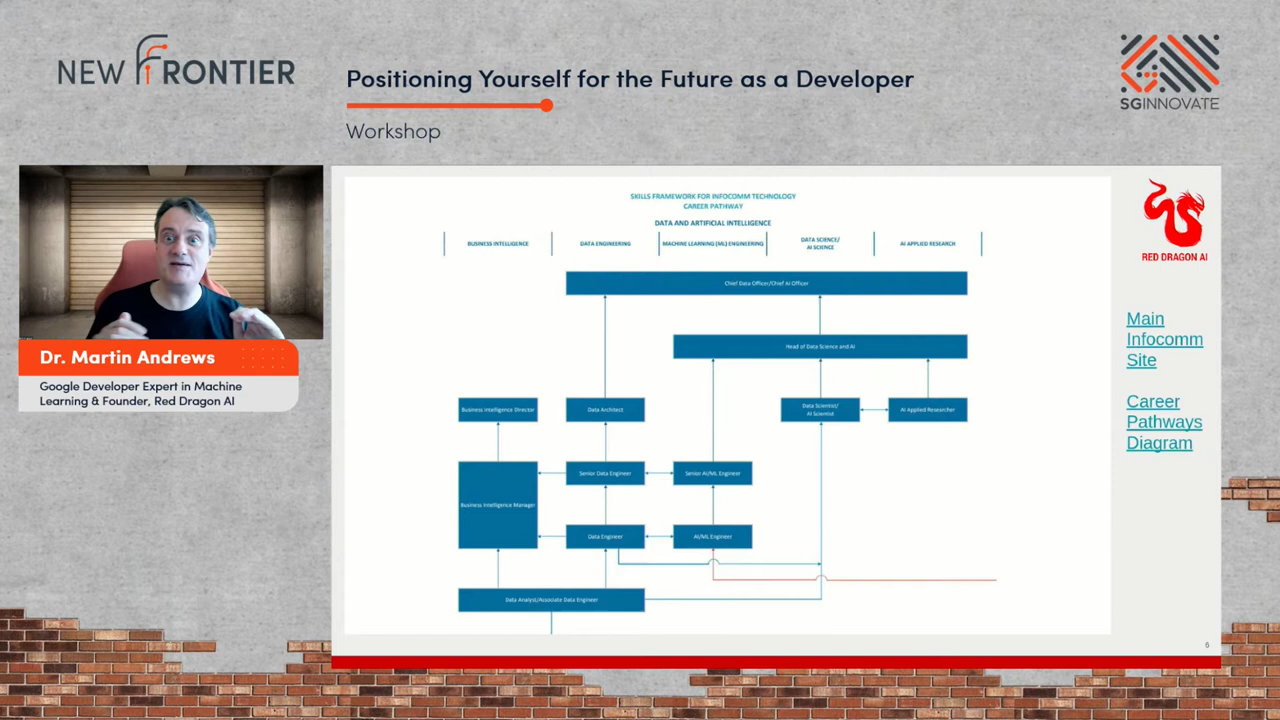 NEW FRONTIER
Positioning Yourself for the Future as a Developer
Workshop
SGINNOVATE
Dr. Martin Andrews
Google Developer Expert in Machine
Learning & Founder, Red Dragon AI
SKILLS FRAMEWORK FOR INFOCOMM TECHNOLOGY
CAREER PATHWAY
DATA AND ARTIFICIAL INTELLIGENCE
BUSINESS INTELLIGENCE
DATA ENGINEERING
MACHINE LEARNING (ML) ENGINEERING
DATA SCIENCE/
AI SCIENCE
AI APPLIED RESEARCH
Chief Data Officer/Chief AI Officer
Head of Data Science and AI
Business Intelligence Director
Data Architect
Data Scientist/
AI Scientist
AI Applied Researcher
Senior Data Engineer
Senior AI/ML Engineer
Business Intelligence Manager
Data Engineer
AI/ML Engineer
Data Analyst/Associate Data Engineer
RED DRAGON AI
Main
Infocomm
Site
Career
Pathways
Diagram
6